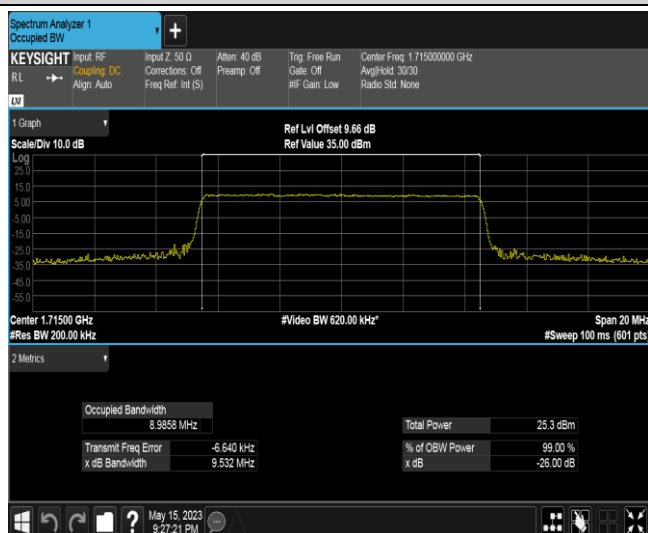 Spectrum Analyzer 1
Occupied BW
+
KEYSIGHT
R L
LXI
Input: RF
Coupling: DC
Align: Auto
Input Z: 50 Ω
Corrections: Off
Freq Ref: Int (S)
Atten: 40 dB
Preamp: Off
Trig: Free Run
Gate: Off
#IF Gain: Low
Center Freq: 1.715000000 GHz
Avg|Hold: 30/30
Radio Std: None
1 Graph
Scale/Div 10.0 dB
Ref Lvl Offset 9.66 dB
Ref Value 35.00 dBm
Log
25.0
15.0
5.00
-5.00
-15.0
-25.0
-35.0
-45.0
-55.0
Center 1.71500 GHz
#Video BW 620.00 kHz*
Span 20 MHz
#Res BW 200.00 kHz
#Sweep 100 ms (601 pts)
2 Metrics
Occupied Bandwidth
8.9858 MHz
Total Power 25.3 dBm
Transmit Freq Error -6.640 kHz
% of OBW Power 99.00 %
x dB Bandwidth 9.532 MHz
x dB -26.00 dB
?
May 15, 2023
9:27:21 PM